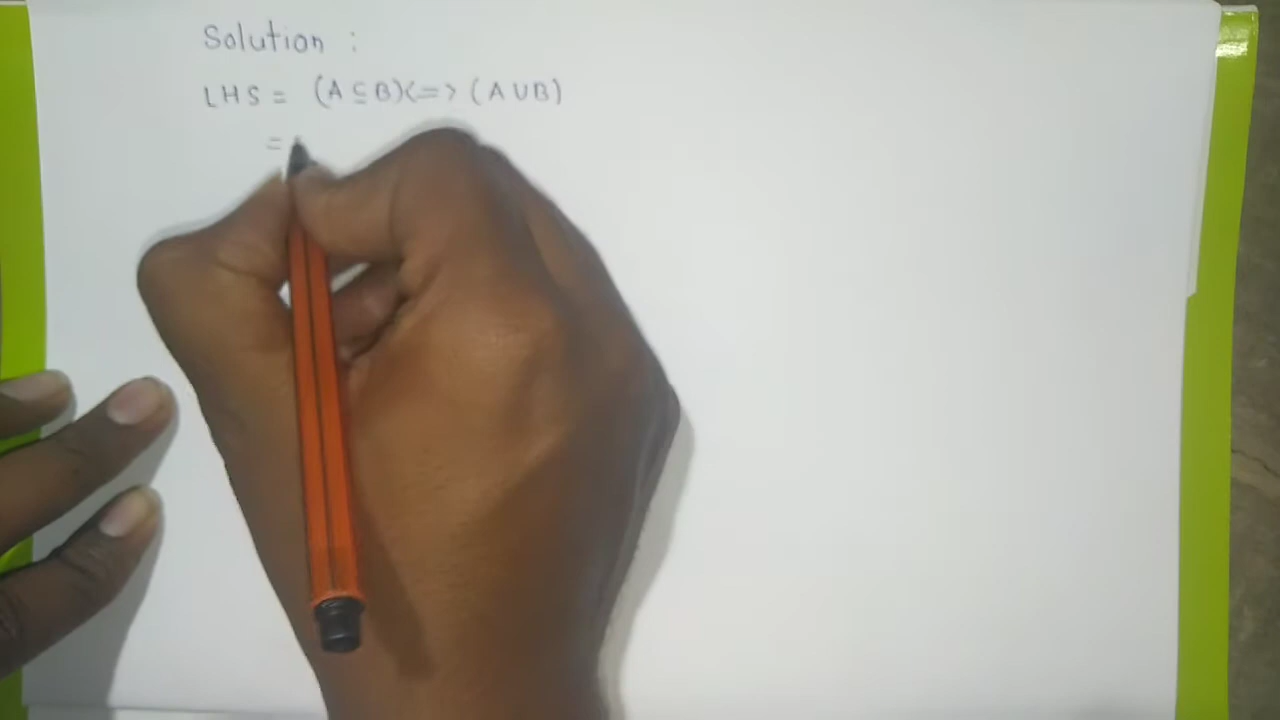 Solution :
LHS = (A ⊆ B)<=> (A ∪ B)
=